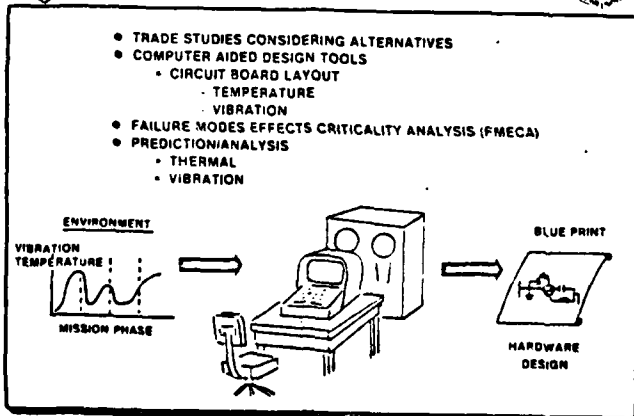 ● TRADE STUDIES CONSIDERING ALTERNATIVES
● COMPUTER AIDED DESIGN TOOLS
• CIRCUIT BOARD LAYOUT
- TEMPERATURE
- VIBRATION
● FAILURE MODES EFFECTS CRITICALITY ANALYSIS (FMECA)
● PREDICTION/ANALYSIS
• THERMAL
• VIBRATION
ENVIRONMENT
VIBRATION
TEMPERATURE
MISSION PHASE
BLUE PRINT
HARDWARE
DESIGN